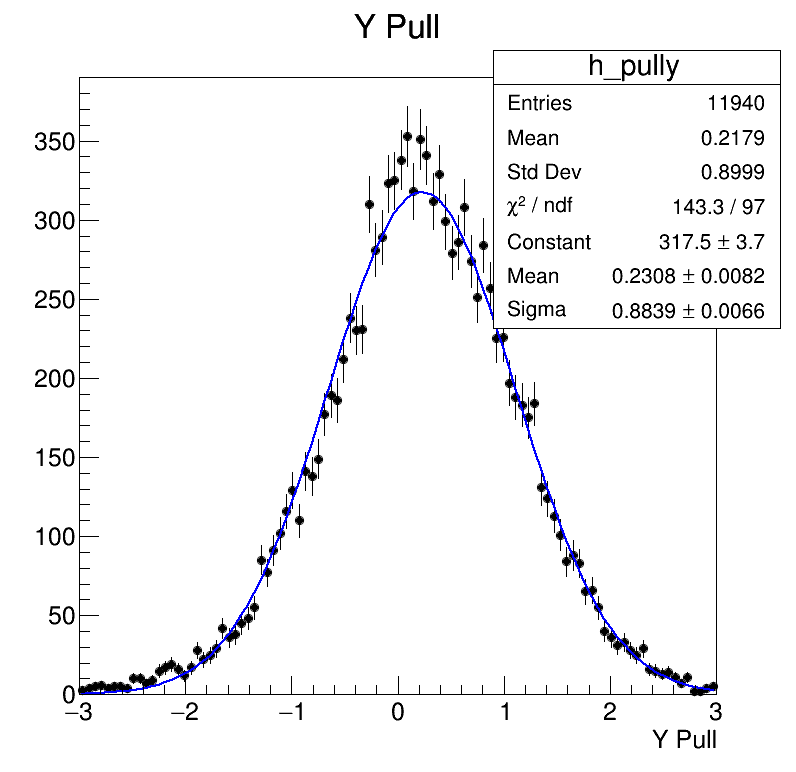 Y Pull
h_pully
Entries 11940
Mean 0.2179
Std Dev 0.8999
χ² / ndf 143.3 / 97
Constant 317.5 ± 3.7
Mean 0.2308 ± 0.0082
Sigma 0.8839 ± 0.0066
350
300
250
200
150
100
50
0
−3 −2 −1 0 1 2 3
Y Pull